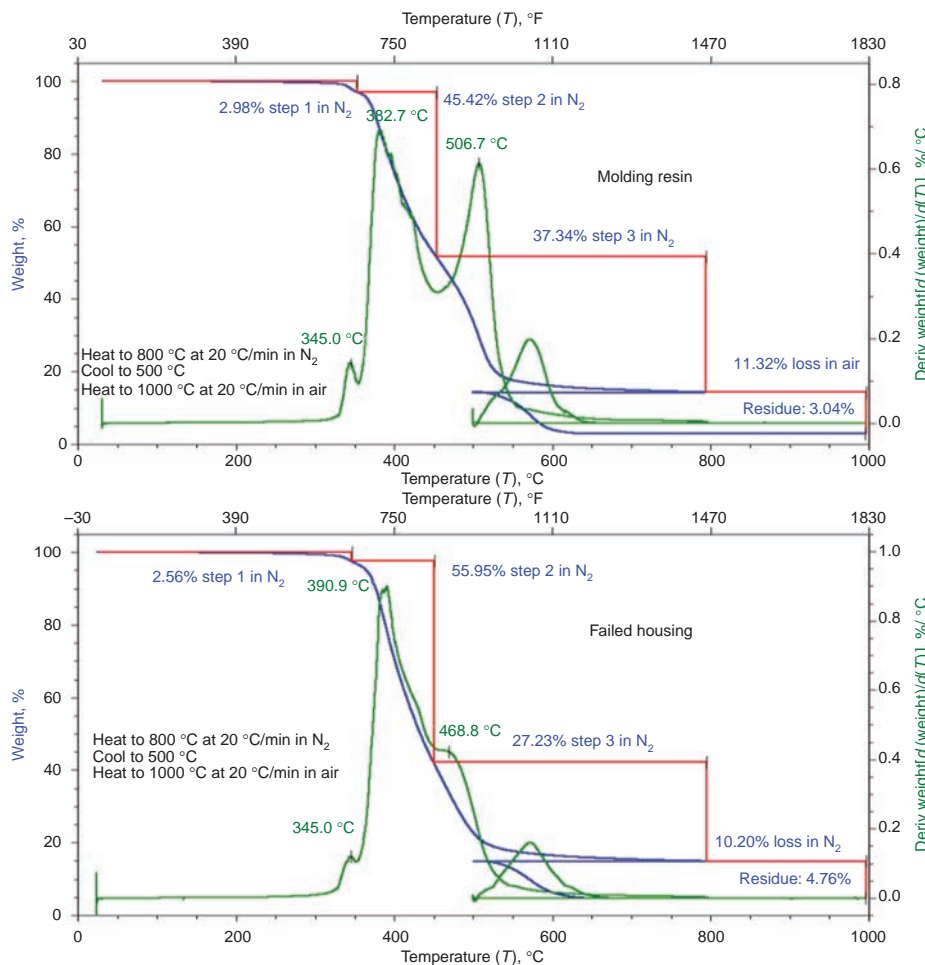 Temperature (T), °F
30 390 750 1110 1470 1830
100 80 60 40 20 0
Weight, %
0.8 0.6 0.4 0.2 0.0
Deriv weight[d (weight)/d(T)], %/ °C
2.98% step 1 in N2
45.42% step 2 in N2
382.7 °C
506.7 °C
Molding resin
37.34% step 3 in N2
345.0 °C
Heat to 800 °C at 20 °C/min in N2
Cool to 500 °C
Heat to 1000 °C at 20 °C/min in air
11.32% loss in air
Residue: 3.04%
0 200 400 600 800 1000
Temperature (T), °C
Temperature (T), °F
–30 390 750 1110 1470 1830
100 80 60 40 20 0
Weight, %
1.0 0.8 0.6 0.4 0.2 0.0
Deriv weight[d (weight)/d(T)], %/ °C
2.56% step 1 in N2
390.9 °C
55.95% step 2 in N2
Failed housing
468.8 °C
27.23% step 3 in N2
Heat to 800 °C at 20 °C/min in N2
Cool to 500 °C
Heat to 1000 °C at 20 °C/min in air
345.0 °C
10.20% loss in N2
Residue: 4.76%
0 200 400 600 800 1000
Temperature (T), °C